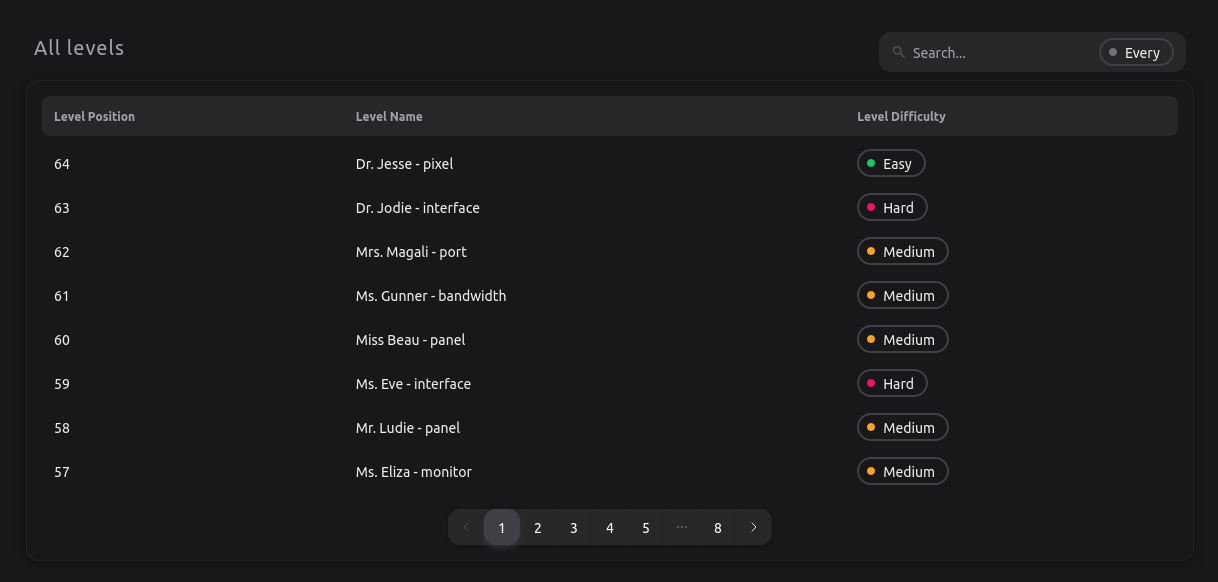 All levels
Search... Every
Level Position Level Name Level Difficulty
64 Dr. Jesse - pixel Easy
63 Dr. Jodie - interface Hard
62 Mrs. Magali - port Medium
61 Ms. Gunner - bandwidth Medium
60 Miss Beau - panel Medium
59 Ms. Eve - interface Hard
58 Mr. Ludie - panel Medium
57 Ms. Eliza - monitor Medium
1 2 3 4 5 ... 8